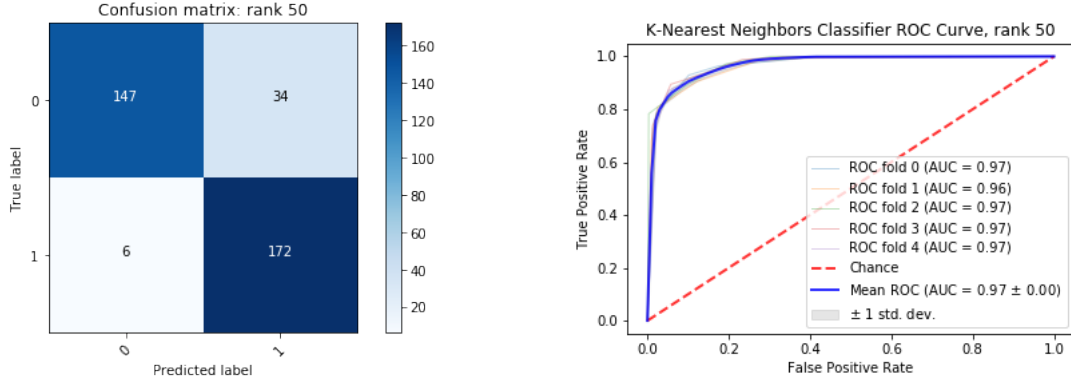 Confusion matrix: rank 50
0
1
147
34
6
172
0
1
True label
Predicted label
160
140
120
100
80
60
40
20
K-Nearest Neighbors Classifier ROC Curve, rank 50
True Positive Rate
1.0
0.8
0.6
0.4
0.2
0.0
ROC fold 0 (AUC = 0.97)
ROC fold 1 (AUC = 0.96)
ROC fold 2 (AUC = 0.97)
ROC fold 3 (AUC = 0.97)
ROC fold 4 (AUC = 0.97)
Chance
Mean ROC (AUC = 0.97 ± 0.00)
± 1 std. dev.
0.0 0.2 0.4 0.6 0.8 1.0
False Positive Rate